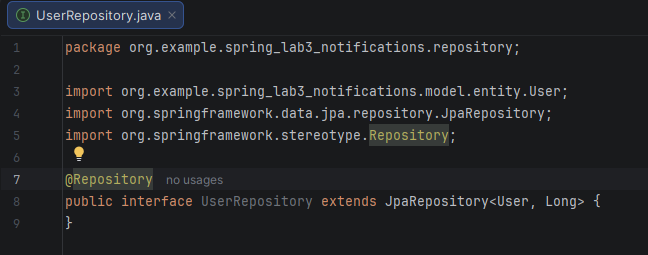 UserRepository.java
1 package org.example.spring_lab3_notifications.repository;
2
3 import org.example.spring_lab3_notifications.model.entity.User;
4 import org.springframework.data.jpa.repository.JpaRepository;
5 import org.springframework.stereotype.Repository;
6
7 @Repository no usages
8 public interface UserRepository extends JpaRepository<User, Long> {
9 }